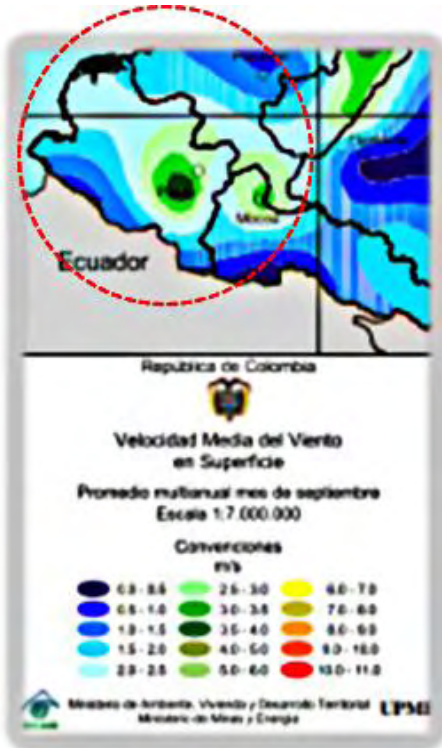 Ecuador
República de Colombia
Velocidad Media del Viento
en Superficie
Promedio multianual mes de septiembre
Escala 1:7.000.000
Convenciones
m/s
0.0 - 0.5 2.5 - 3.0 6.0 - 7.0
0.5 - 1.0 3.0 - 3.5 7.0 - 8.0
1.0 - 1.5 3.5 - 4.0 8.0 - 9.0
1.5 - 2.0 4.0 - 5.0 9.0 - 10.0
2.0 - 2.5 5.0 - 6.0 10.0 - 11.0
Ministerio de Ambiente, Vivienda y Desarrollo Territorial UPME
Ministerio de Minas y Energía